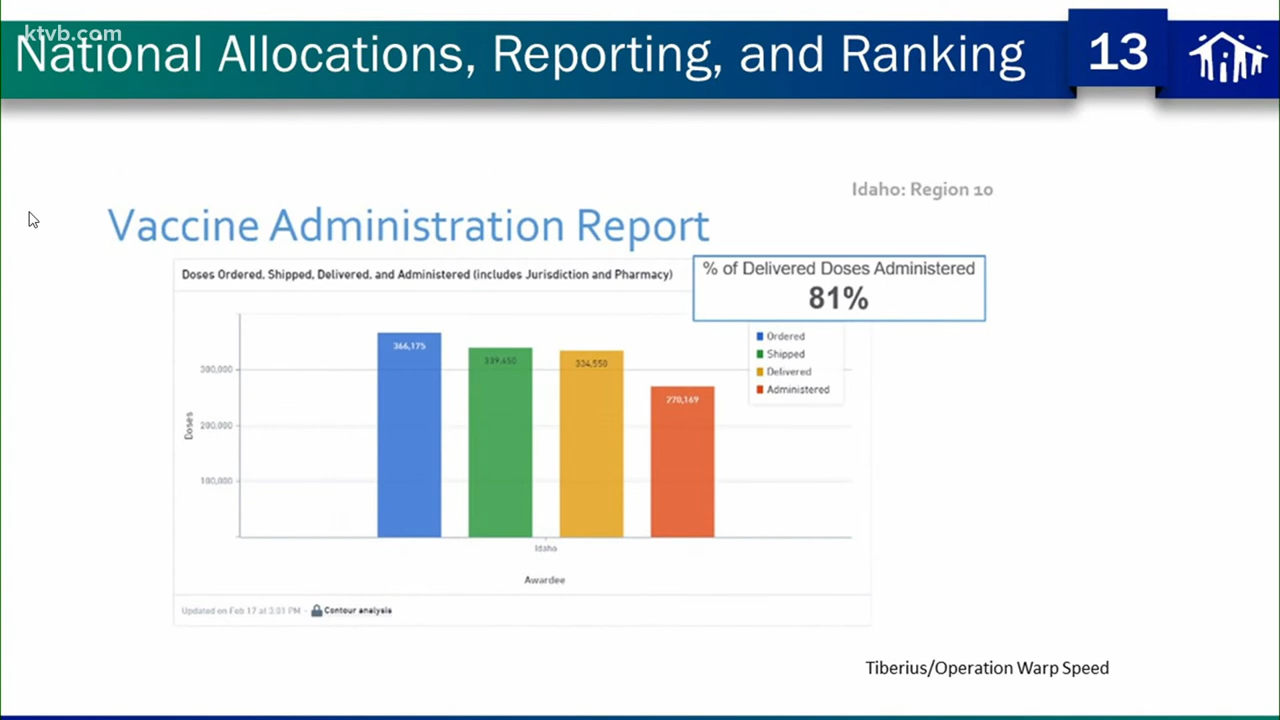 ktvb.com
National Allocations, Reporting, and Ranking
13
Idaho: Region 10
Vaccine Administration Report
Doses Ordered, Shipped, Delivered, and Administered (includes Jurisdiction and Pharmacy)
% of Delivered Doses Administered
81%
Ordered
Shipped
Delivered
Administered
366,175
339,450
334,550
270,169
300,000
200,000
100,000
Doses
Idaho
Awardee
Updated on Feb 17 at 3:01 PM - Contour analysis
Tiberius/Operation Warp Speed